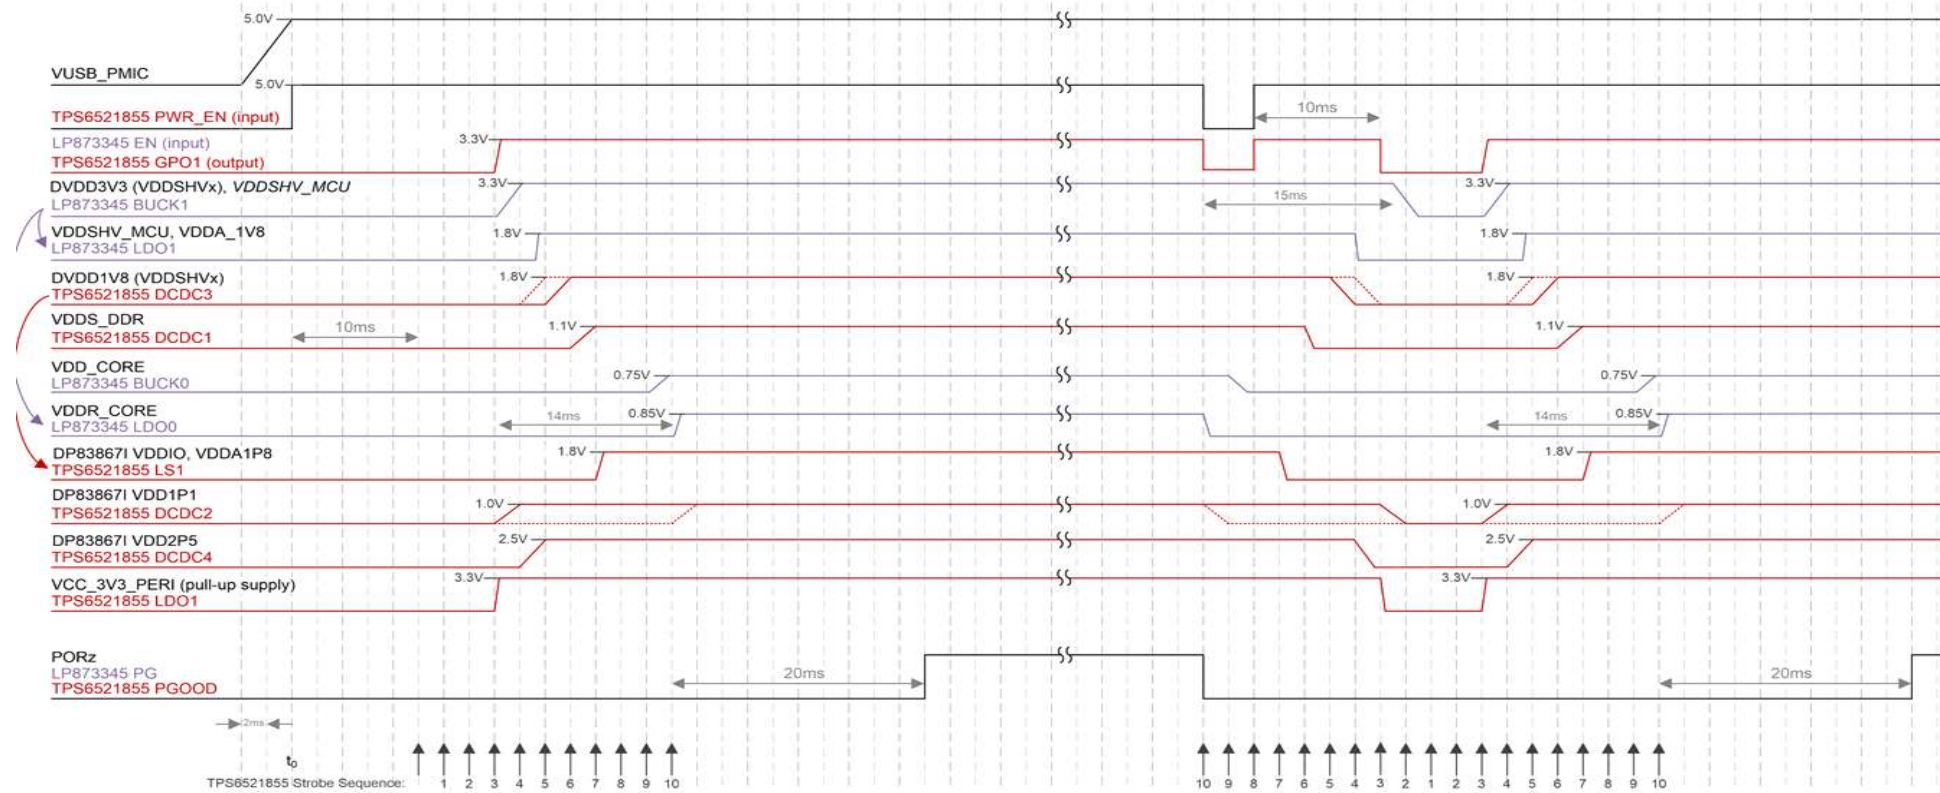 5.0V
VUSB_PMIC
5.0V
TPS6521855 PWR_EN (input)
10ms
LP873345 EN (input)
3.3V
TPS6521855 GPO1 (output)
DVDD3V3 (VDDSHVx), VDDSHV_MCU
3.3V
3.3V
LP873345 BUCK1
15ms
VDDSHV_MCU, VDDA_1V8
1.8V
1.8V
LP873345 LDO1
DVDD1V8 (VDDSHVx)
1.8V
1.8V
TPS6521855 DCDC3
VDDS_DDR
10ms
1.1V
1.1V
TPS6521855 DCDC1
VDD_CORE
0.75V
0.75V
LP873345 BUCK0
VDDR_CORE
14ms
0.85V
14ms
0.85V
LP873345 LDO0
DP83867I VDDIO, VDDA1P8
1.8V
1.8V
TPS6521855 LS1
DP83867I VDD1P1
1.0V
1.0V
TPS6521855 DCDC2
DP83867I VDD2P5
2.5V
2.5V
TPS6521855 DCDC4
VCC_3V3_PERI (pull-up supply)
3.3V
3.3V
TPS6521855 LDO1
PORz
LP873345 PG
20ms
20ms
TPS6521855 PGOOD
2ms
t₀
TPS6521855 Strobe Sequence: 1 2 3 4 5 6 7 8 9 10 10 9 8 7 6 5 4 3 2 1 2 3 4 5 6 7 8 9 10